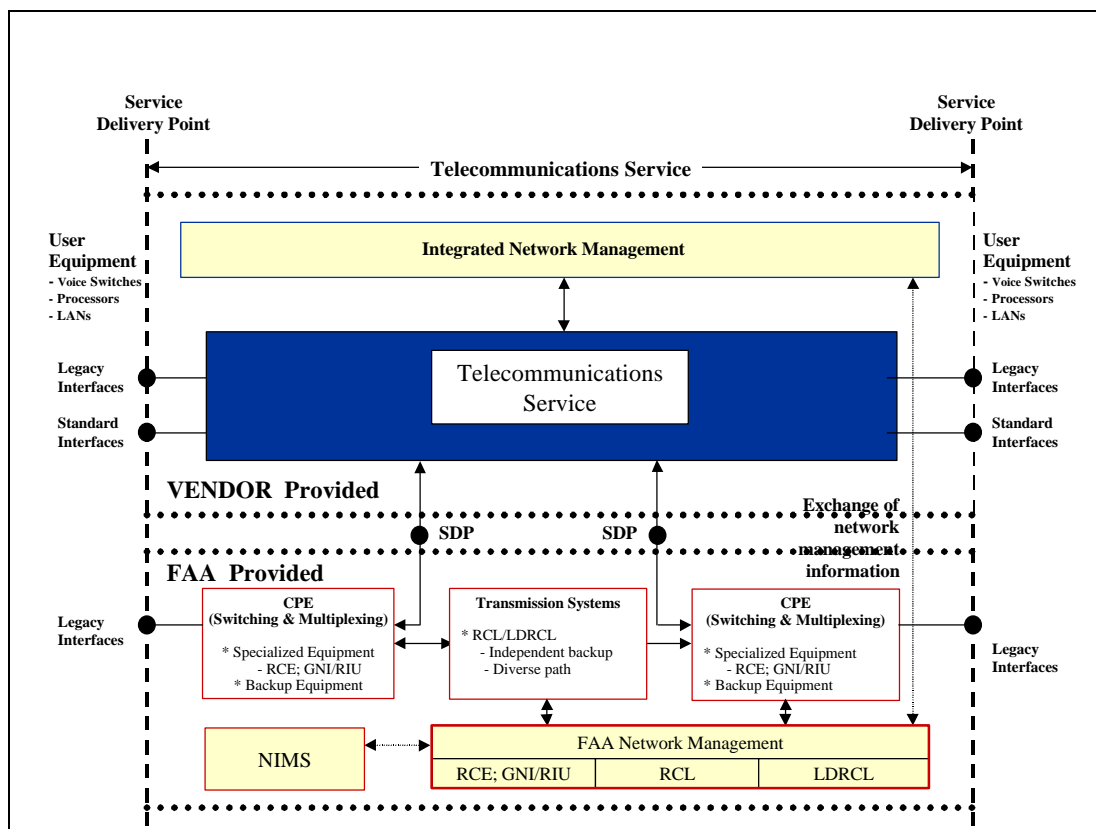 Service
Delivery Point
Service
Delivery Point
Telecommunications Service
User
Equipment
- Voice Switches
- Processors
- LANs
Integrated Network Management
User
Equipment
- Voice Switches
- Processors
- LANs
Legacy
Interfaces
Standard
Interfaces
Telecommunications
Service
Legacy
Interfaces
Standard
Interfaces
VENDOR Provided
SDP
SDP
Exchange of
network
management
information
FAA Provided
Legacy
Interfaces
CPE
(Switching & Multiplexing)
* Specialized Equipment
- RCE; GNI/RIU
* Backup Equipment
Transmission Systems
* RCL/LDRCL
- Independent backup
- Diverse path
CPE
(Switching & Multiplexing)
* Specialized Equipment
- RCE; GNI/RIU
* Backup Equipment
Legacy
Interfaces
NIMS
FAA Network Management
RCE; GNI/RIU
RCL
LDRCL